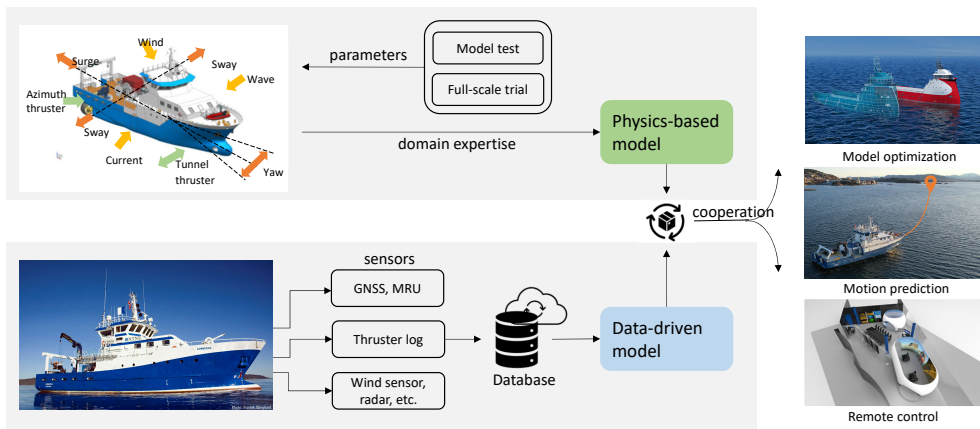 Wind
Surge
Sway
Wave
Azimuth
thruster
Sway
Current
Tunnel
thruster
Yaw
parameters
Model test
Full-scale trial
domain expertise
Physics-based
model
cooperation
Model optimization
Motion prediction
Remote control
sensors
GNSS, MRU
Thruster log
Wind sensor,
radar, etc.
Database
Data-driven
model